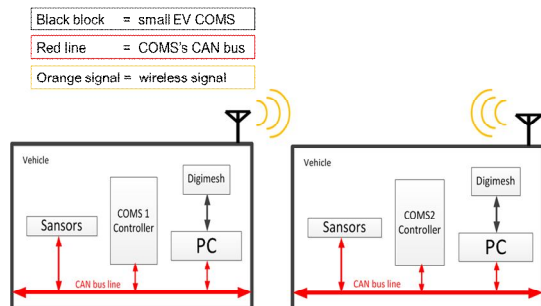 Black block = small EV COMS
Red line = COMS's CAN bus
Orange signal = wireless signal
Vehicle
Digimesh
COMS 1
Controller
Sansors
PC
CAN bus line
Vehicle
Digimesh
COMS2
Controller
Sansors
PC
CAN bus line